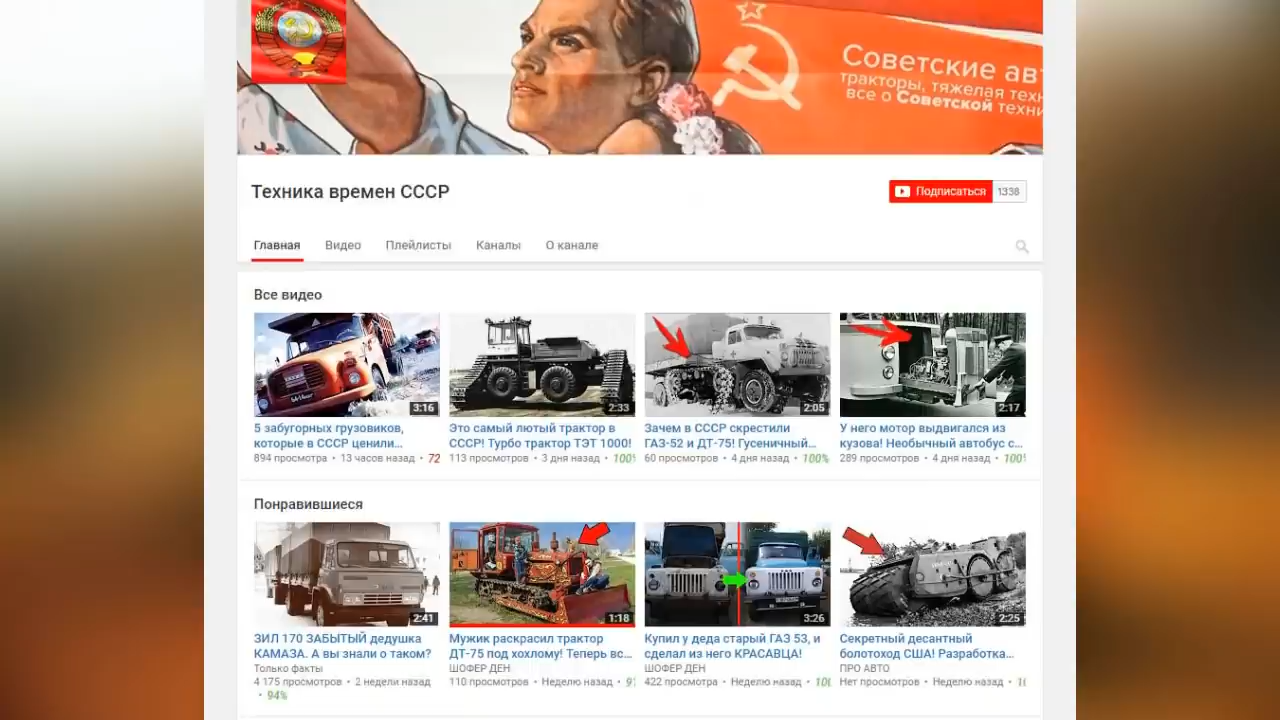 Советские авт
тракторы, тяжелая техн
все о Советской техни
Техника времен СССР
Подписаться 1338
Главная Видео Плейлисты Каналы О канале
Все видео
3:16 2:33 2:05 2:17
5 забугорных грузовиков,
которые в СССР ценили...
894 просмотра • 13 часов назад • 72
Это самый лютый трактор в
СССР! Турбо трактор ТЭТ 1000!
113 просмотров • 3 дня назад • 100%
Зачем в СССР скрестили
ГАЗ-52 и ДТ-75! Гусеничный...
60 просмотров • 4 дня назад • 100%
У него мотор выдвигался из
кузова! Необычный автобус с...
289 просмотров • 4 дня назад • 100%
Понравившиеся
2:41 1:18 3:26 2:25
ЗИЛ 170 ЗАБЫТЫЙ дедушка
КАМАЗА. А вы знали о таком?
Только факты
4 175 просмотров • 2 недели назад
• 94%
Мужик раскрасил трактор
ДТ-75 под хохлому! Теперь вс...
ШОФЕР ДЕН
110 просмотров • Неделю назад • 91
Купил у деда старый ГАЗ 53, и
сделал из него КРАСАВЦА!
ШОФЕР ДЕН
422 просмотра • Неделю назад • 100
Секретный десантный
болотоход США! Разработка...
ПРО АВТО
Нет просмотров • Неделю назад • 10